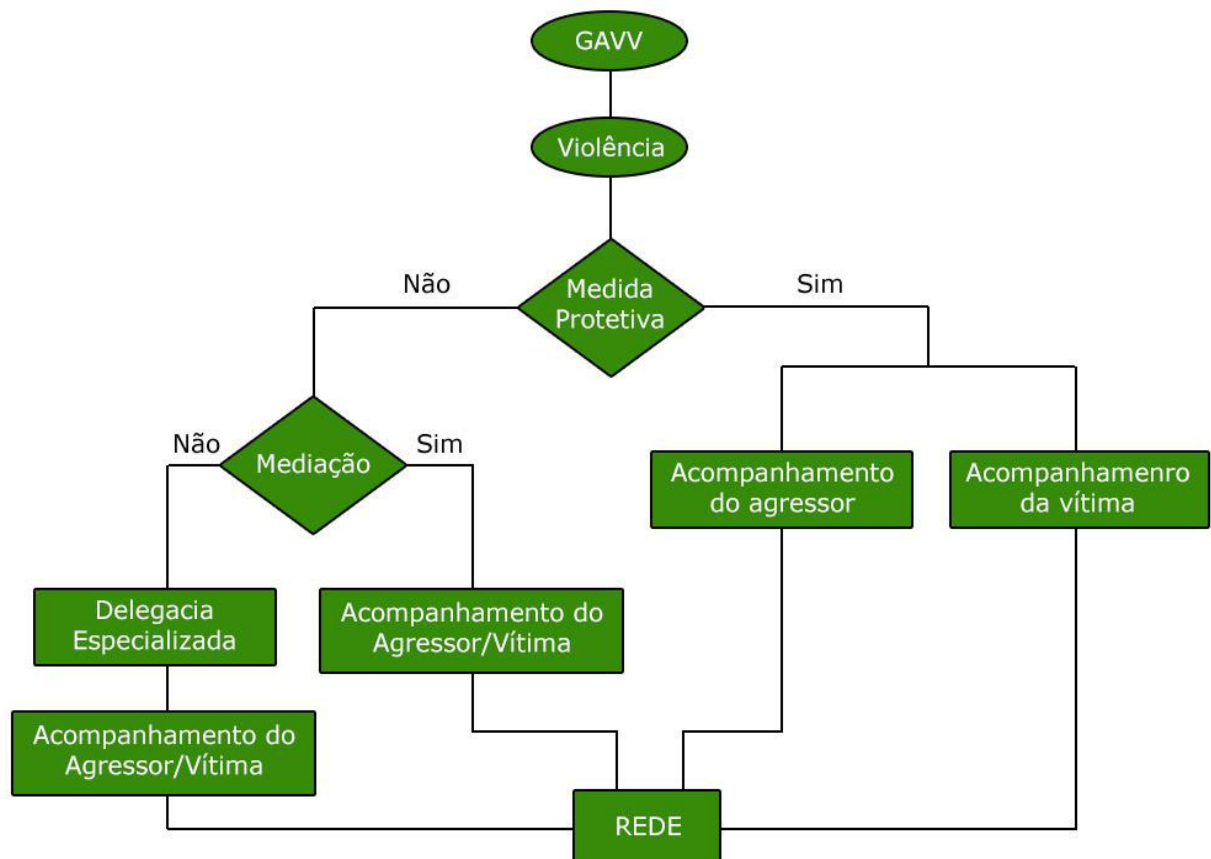 GAVV
Violência
Não
Medida
Protetiva
Sim
Não
Mediação
Sim
Acompanhamento
do agressor
Acompanhamenro
da vítima
Delegacia
Especializada
Acompanhamento do
Agressor/Vítima
Acompanhamento do
Agressor/Vítima
REDE